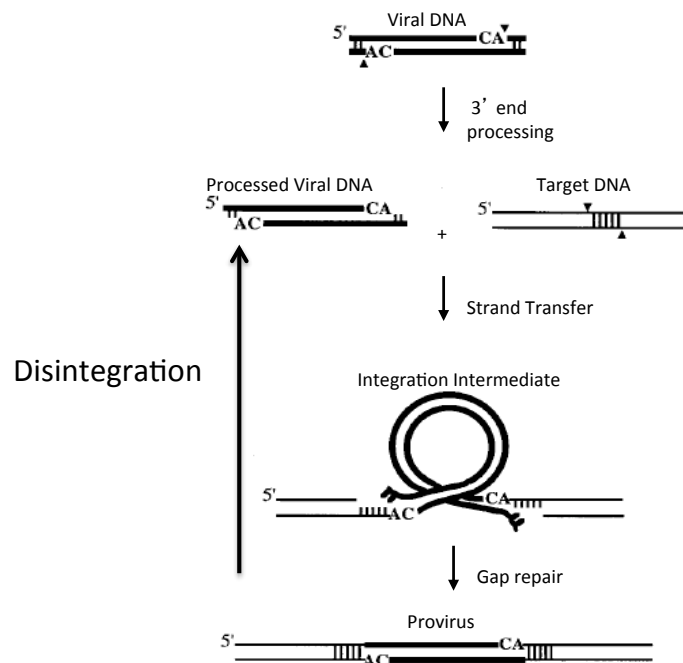 Viral DNA
5'
CA
AC
3' end
processing
Processed Viral DNA
Target DNA
5'
CA
5'
AC
+
Strand Transfer
Disintegration
Integration Intermediate
5'
CA
AC
Gap repair
Provirus
5'
CA
AC